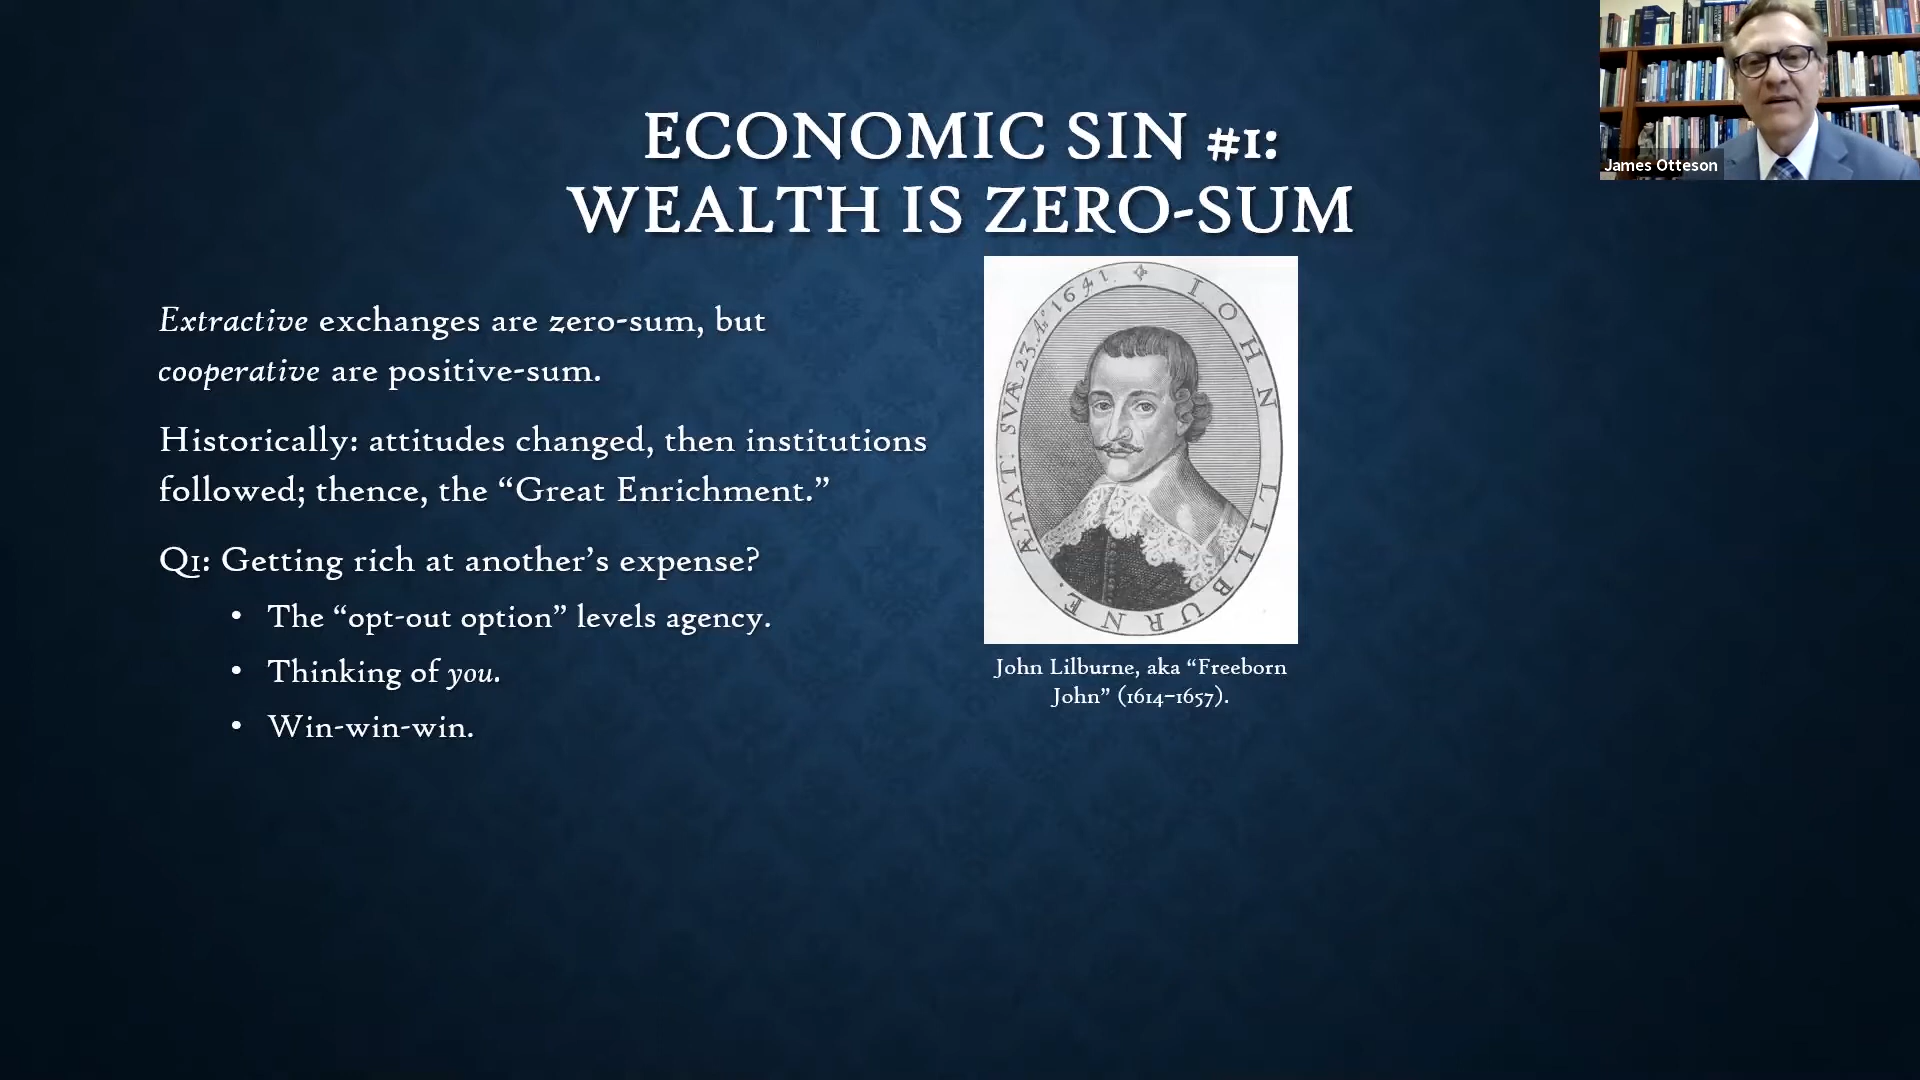 ECONOMIC SIN #1:
WEALTH IS ZERO-SUM
James Otteson
Extractive exchanges are zero-sum, but
cooperative are positive-sum.
Historically: attitudes changed, then institutions
followed; thence, the “Great Enrichment.”
Q1: Getting rich at another’s expense?
• The “opt-out option” levels agency.
• Thinking of you.
• Win-win-win.
ÆTAT: SVÆ 23. Aº 1641. IOHN LILBURNE.
John Lilburne, aka “Freeborn
John” (1614–1657).